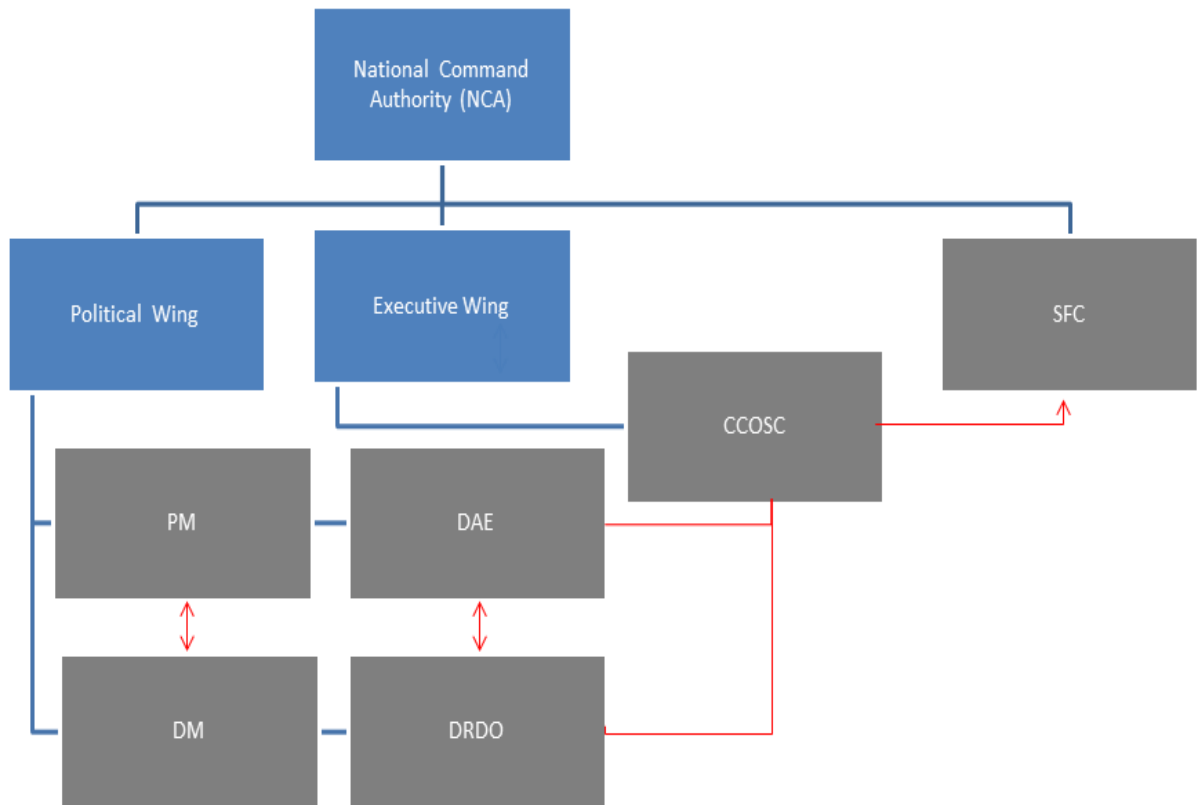 National Command
Authority (NCA)
Political Wing
Executive Wing
SFC
CCOSC
PM
DAE
DM
DRDO